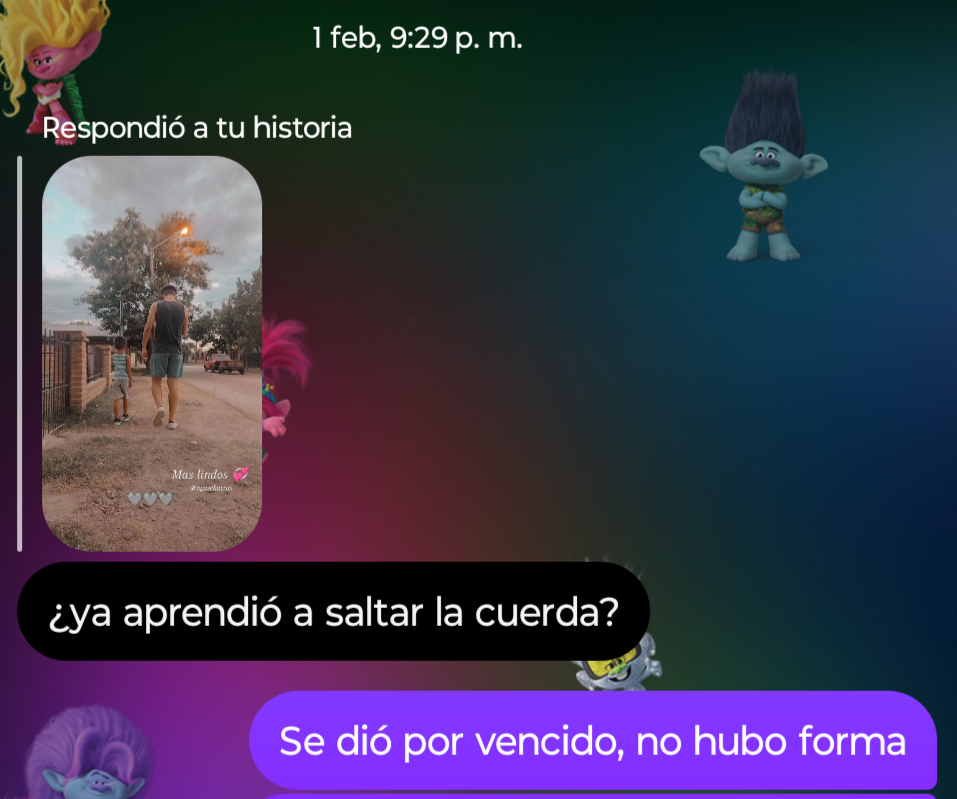 1 feb, 9:29 p. m.
Respondió a tu historia
Mas lindos
¿ya aprendió a saltar la cuerda?
Se dió por vencido, no hubo forma